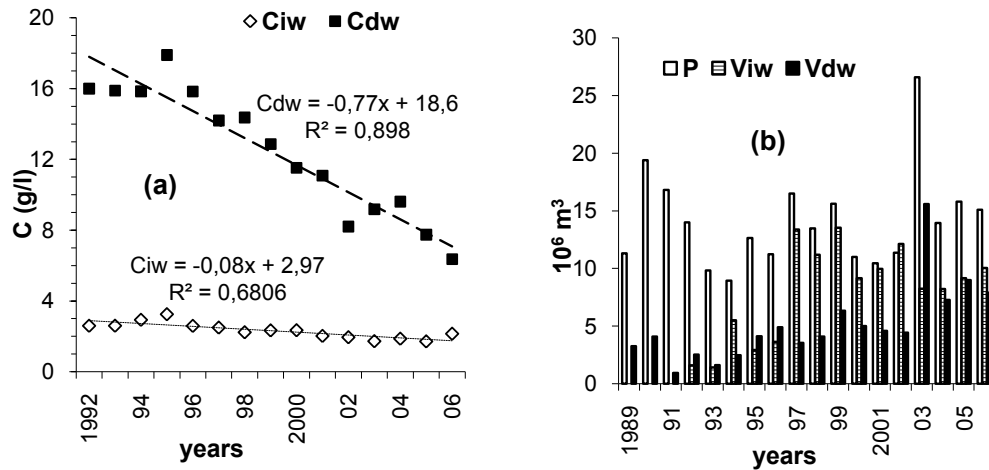 Ciw Cdw
C (g/l)
20
16
12
8
4
0
Cdw = -0,77x + 18,6
R² = 0,898
(a)
Ciw = -0,08x + 2,97
R² = 0,6806
1992 94 96 98 2000 02 04 06
years
P Viw Vdw
(b)
10⁶ m³
30
25
20
15
10
5
0
1989 91 93 95 97 99 2001 03 05
years